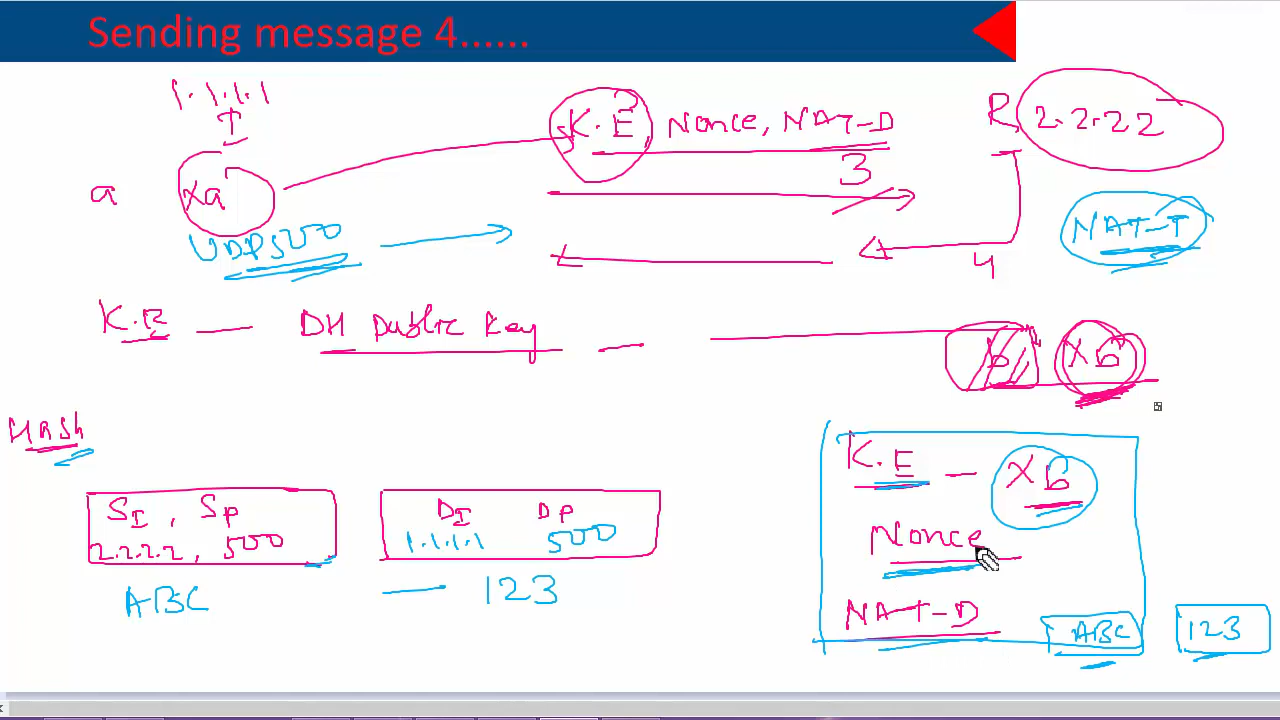 Sending message 4......
1.1.1.1
K.E Nonce, NAT-D
R 2.2.2.2
3
a Xa
NAT-T
UDP500
4
K.E — DH Public Key —
b Xb
HASH
K.E — Xb
SI, SP
DI DP
2.2.2.2, 500
1.1.1.1 500
Nonce
ABC — 123
NAT-D
ABC 123